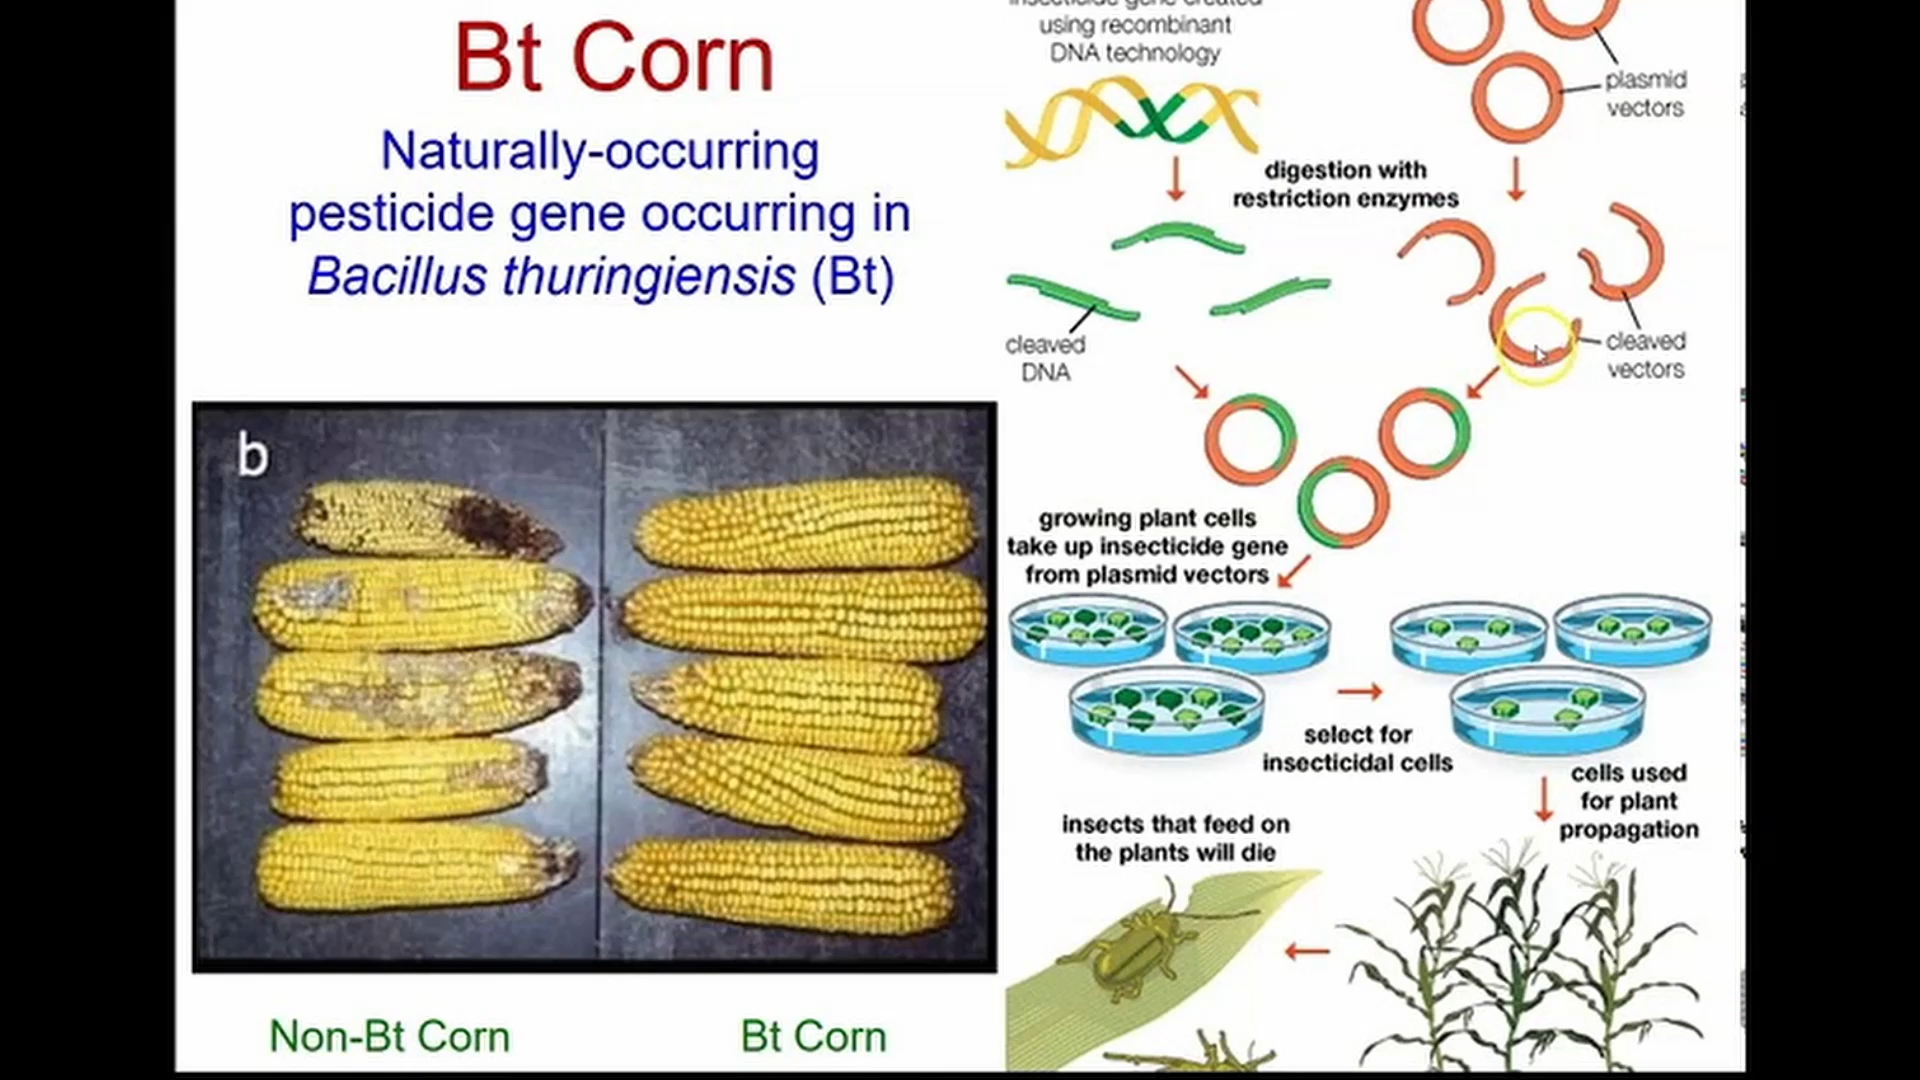 Bt Corn
Naturally-occurring
pesticide gene occurring in
Bacillus thuringiensis (Bt)
b
Non-Bt Corn
Bt Corn
insecticide gene created
using recombinant
DNA technology
plasmid
vectors
digestion with
restriction enzymes
cleaved
DNA
cleaved
vectors
growing plant cells
take up insecticide gene
from plasmid vectors
select for
insecticidal cells
cells used
for plant
propagation
insects that feed on
the plants will die